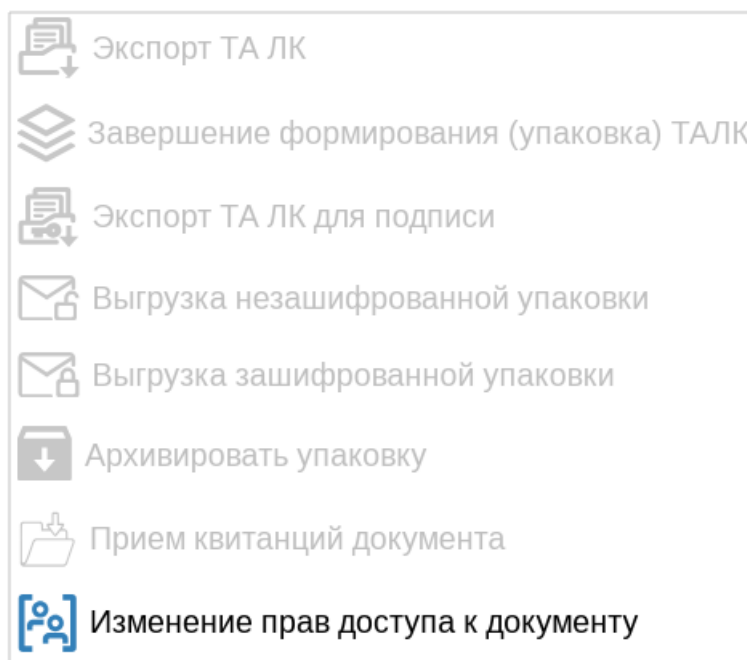 Экспорт ТА ЛК
Завершение формирования (упаковка) ТАЛК
Экспорт ТА ЛК для подписи
Выгрузка незашифрованной упаковки
Выгрузка зашифрованной упаковки
Архивировать упаковку
Прием квитанций документа
Изменение прав доступа к документу